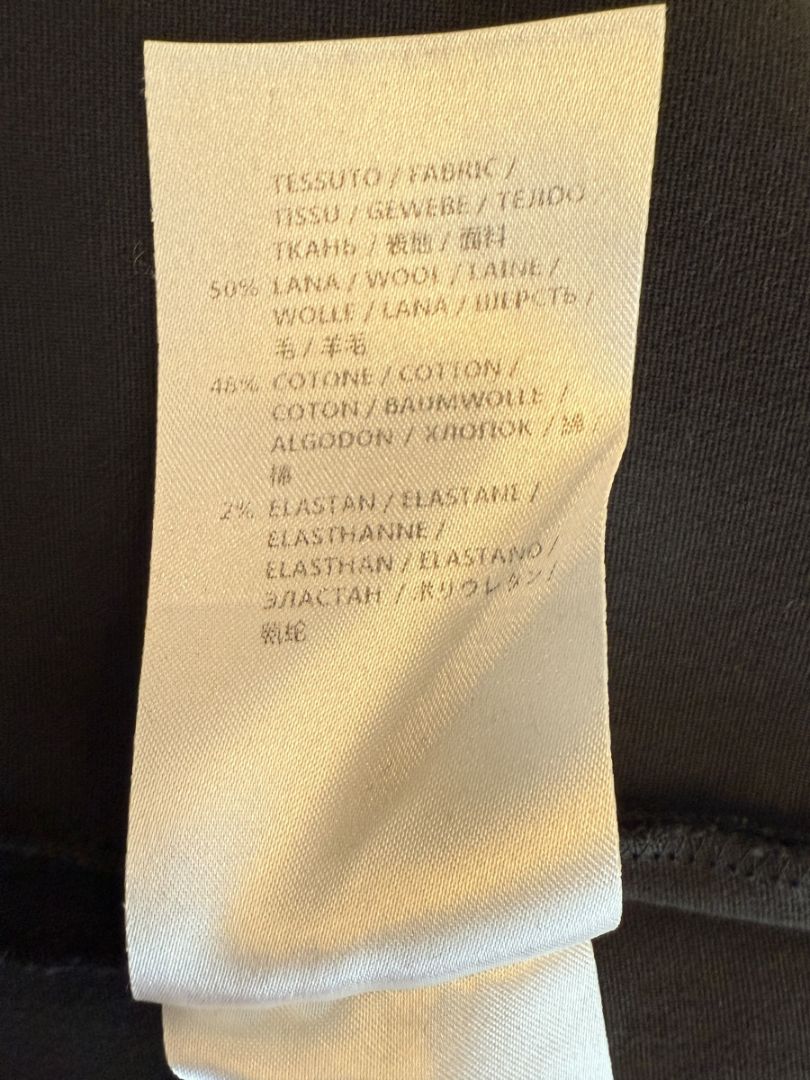 TESSUTO / FABRIC /
TISSU / GEWEBE / TEJIDO
ТКАНЬ / 表地 / 面料
50% LANA / WOOL / LAINE /
WOLLE / LANA / ШЕРСТЬ /
毛 / 羊毛
48% COTONE / COTTON /
COTON / BAUMWOLLE /
ALGODON / ХЛОПОК / 綿 /
棉
2% ELASTAN / ELASTANE /
ELASTHANNE /
ELASTHAN / ELASTANO /
ЭЛАСТАН / ポリウレタン /
氨纶